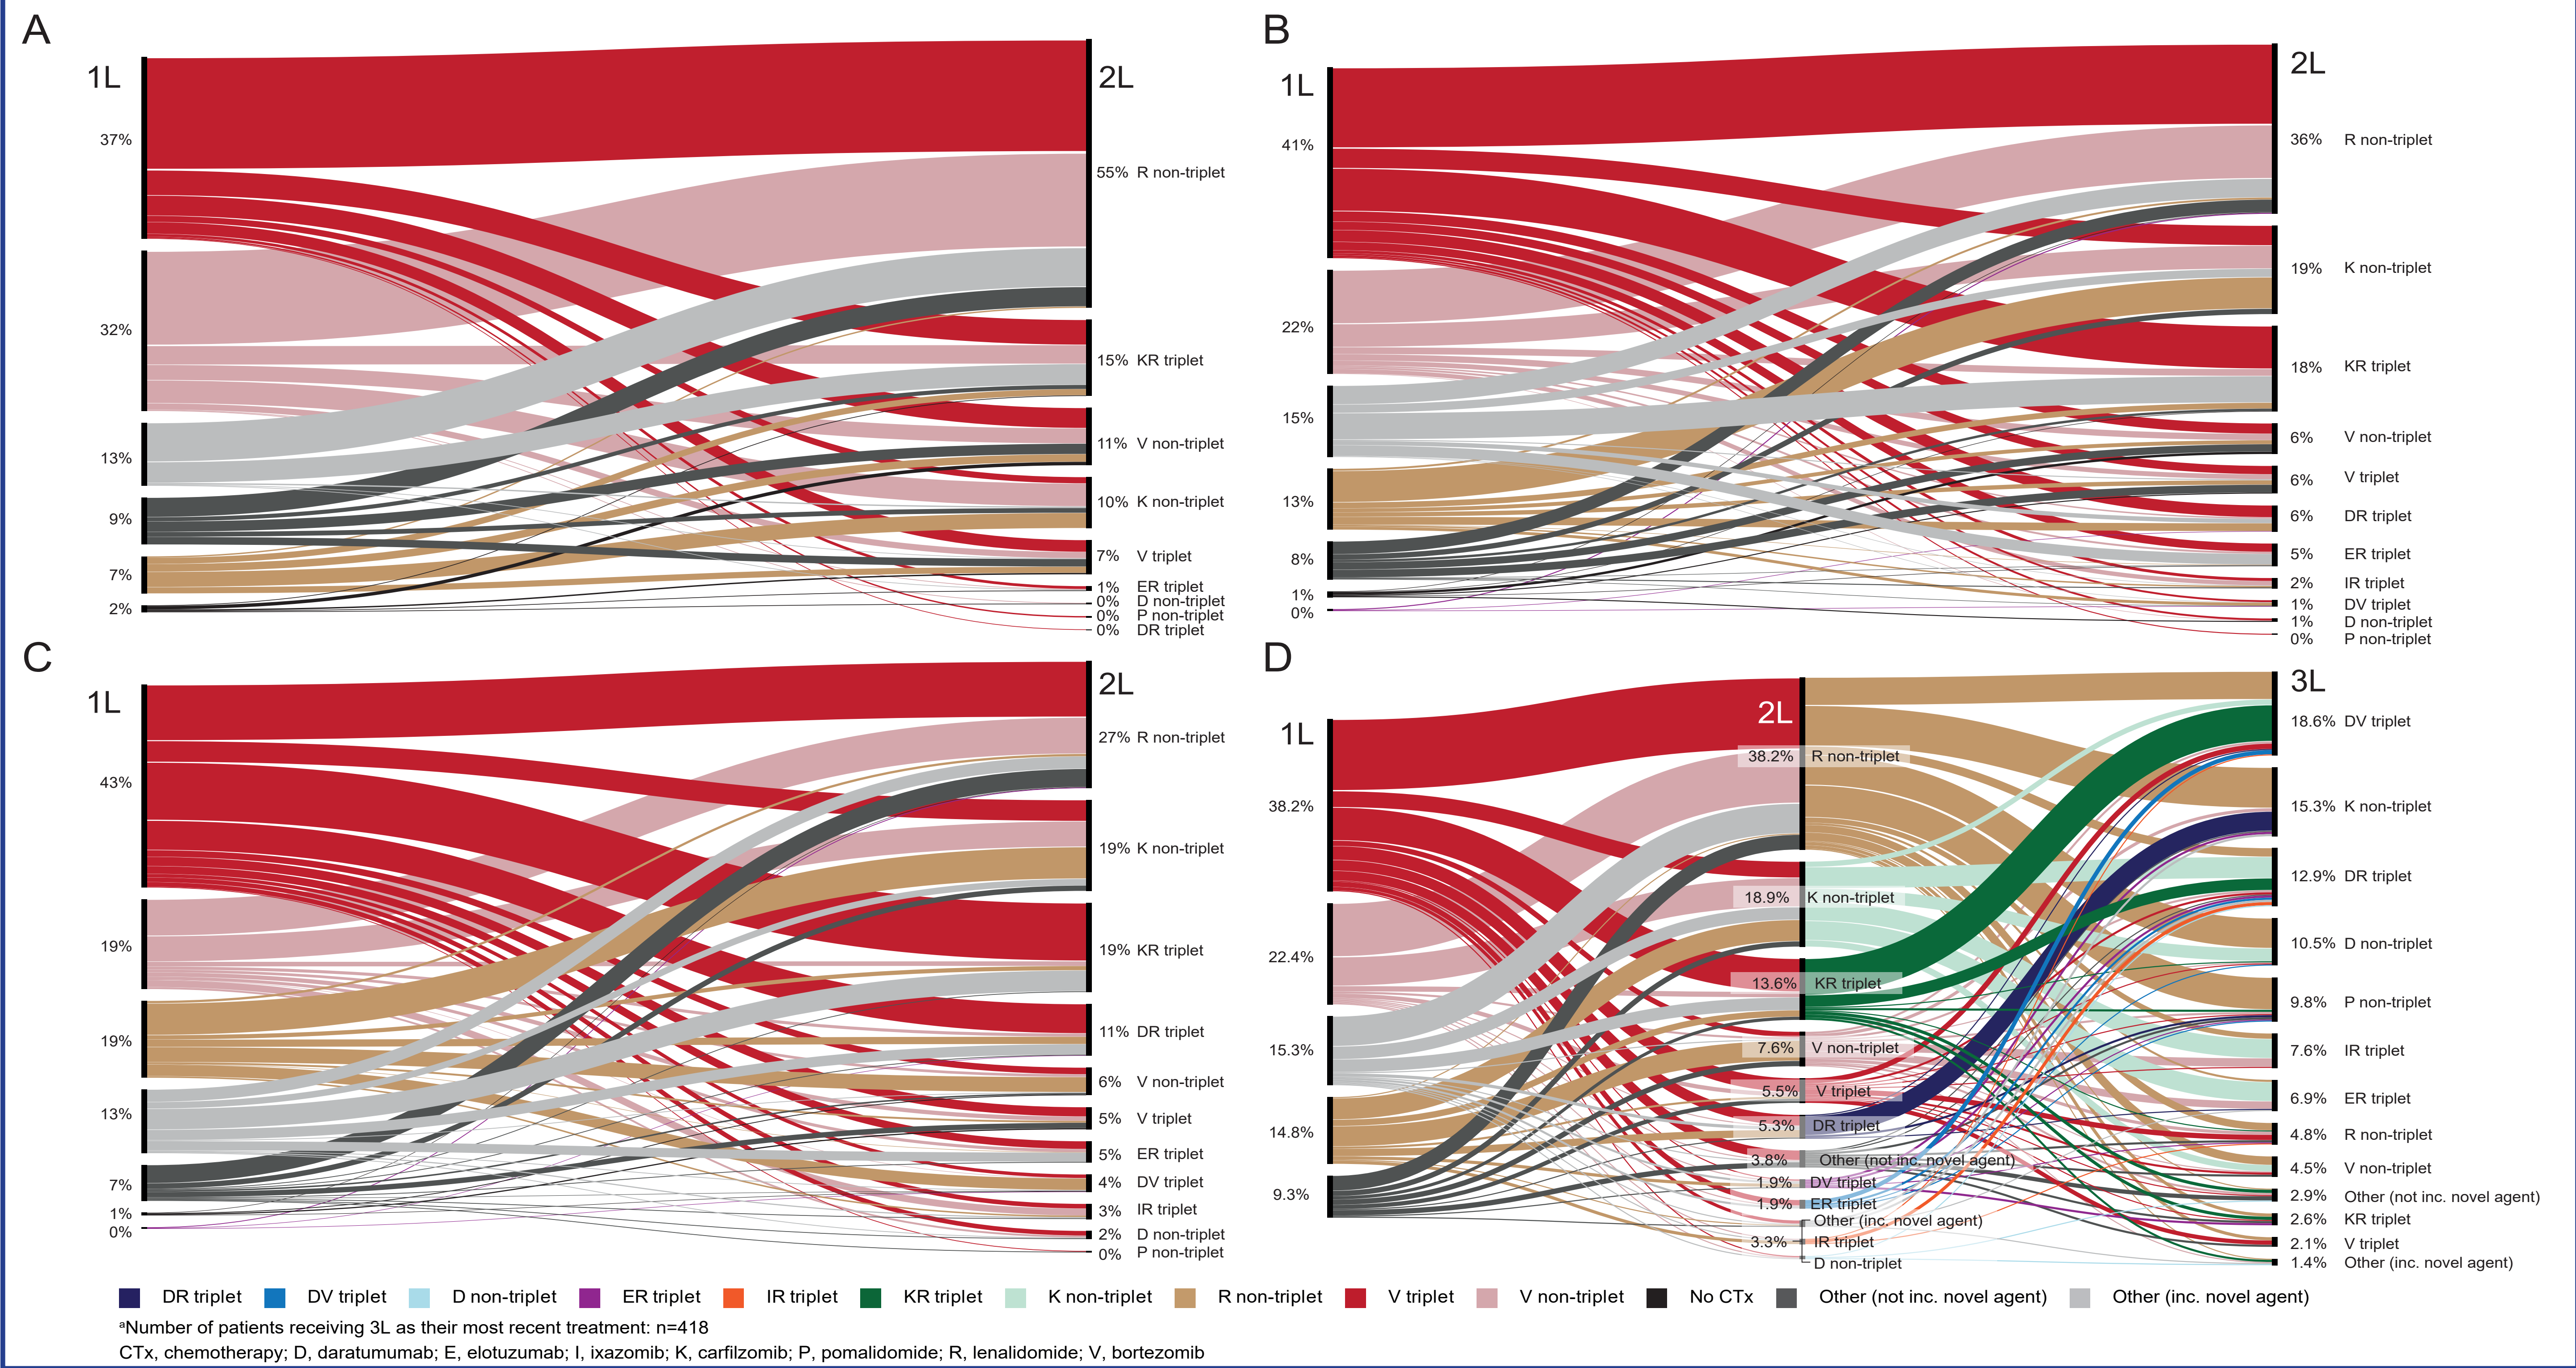 A
1L
37%
32%
13%
9%
7%
2%
2L
55% R non-triplet
15% KR triplet
11% V non-triplet
10% K non-triplet
7% V triplet
1% ER triplet
0% D non-triplet
0% P non-triplet
0% DR triplet
B
1L
41%
22%
15%
13%
8%
1%
0%
2L
36% R non-triplet
19% K non-triplet
18% KR triplet
6% V non-triplet
6% V triplet
6% DR triplet
5% ER triplet
2% IR triplet
1% DV triplet
1% D non-triplet
0% P non-triplet
C
1L
43%
19%
19%
13%
7%
1%
0%
2L
27% R non-triplet
19% K non-triplet
19% KR triplet
11% DR triplet
6% V non-triplet
5% V triplet
5% ER triplet
4% DV triplet
3% IR triplet
2% D non-triplet
0% P non-triplet
D
1L
38.2%
22.4%
15.3%
14.8%
9.3%
2L
38.2% R non-triplet
18.9% K non-triplet
13.6% KR triplet
7.6% V non-triplet
5.5% V triplet
5.3% DR triplet
3.8% Other (not inc. novel agent)
1.9% DV triplet
1.9% ER triplet
Other (inc. novel agent)
3.3% IR triplet
D non-triplet
3L
18.6% DV triplet
15.3% K non-triplet
12.9% DR triplet
10.5% D non-triplet
9.8% P non-triplet
7.6% IR triplet
6.9% ER triplet
4.8% R non-triplet
4.5% V non-triplet
2.9% Other (not inc. novel agent)
2.6% KR triplet
2.1% V triplet
1.4% Other (inc. novel agent)
DR triplet DV triplet D non-triplet ER triplet IR triplet KR triplet K non-triplet R non-triplet V triplet V non-triplet No CTx Other (not inc. novel agent) Other (inc. novel agent)
ᵃNumber of patients receiving 3L as their most recent treatment: n=418
CTx, chemotherapy; D, daratumumab; E, elotuzumab; I, ixazomib; K, carfilzomib; P, pomalidomide; R, lenalidomide; V, bortezomib